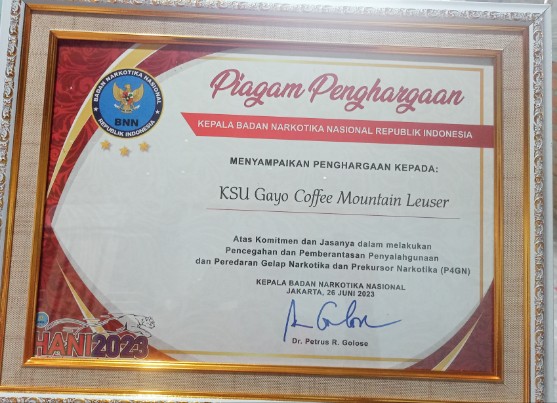 BADAN NARKOTIKA NASIONAL
BNN
REPUBLIK INDONESIA
Piagam Penghargaan
KEPALA BADAN NARKOTIKA NASIONAL REPUBLIK INDONESIA
MENYAMPAIKAN PENGHARGAAN KEPADA:
KSU Gayo Coffee Mountain Leuser
Atas Komitmen dan Jasanya dalam melakukan
Pencegahan dan Pemberantasan Penyalahgunaan
dan Peredaran Gelap Narkotika dan Prekursor Narkotika (P4GN)
KEPALA BADAN NARKOTIKA NASIONAL
JAKARTA, 26 JUNI 2023
Dr. Petrus R. Golose
HANI2023